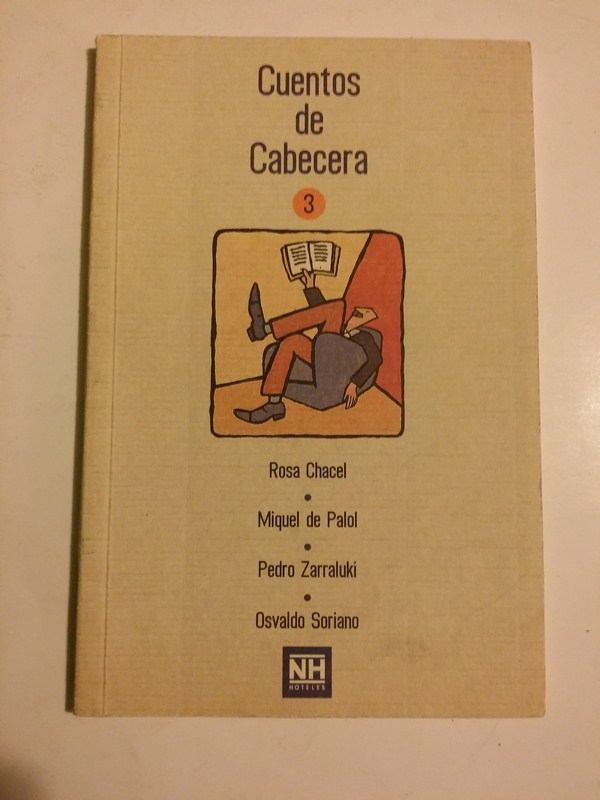 Cuentos
de
Cabecera
3
Rosa Chacel
Miquel de Palol
Pedro Zarraluki
Osvaldo Soriano
NH
HOTELES